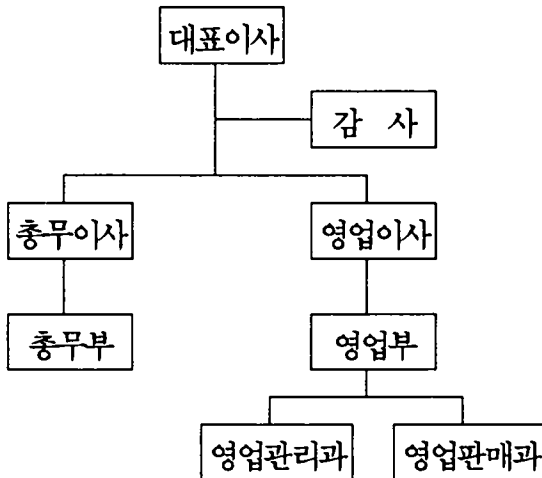 대표이사
감 사
총무이사
영업이사
총무부
영업부
영업관리과
영업판매과